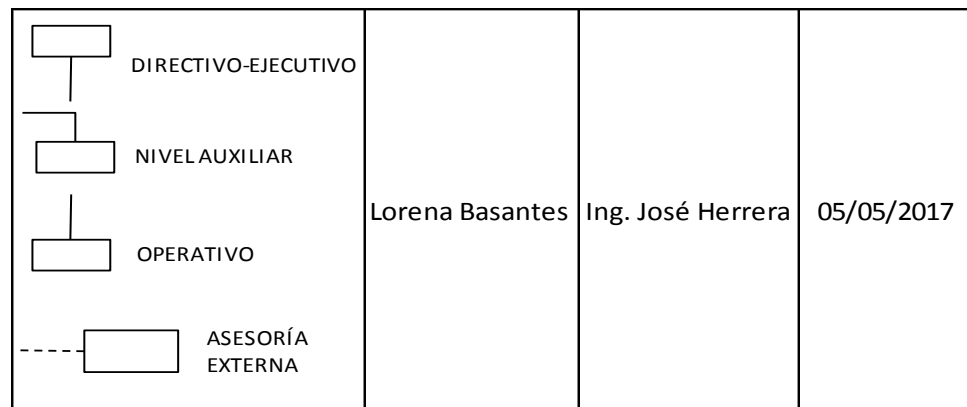 DIRECTIVO-EJECUTIVO
NIVEL AUXILIAR
OPERATIVO
ASESORÍA
EXTERNA
Lorena Basantes
Ing. José Herrera
05/05/2017